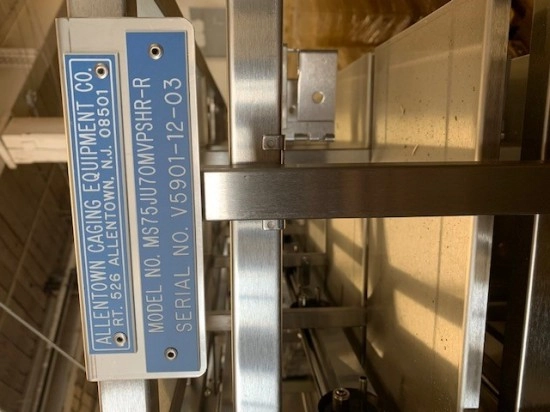 ALLENTOWN CAGING EQUIPMENT CO.
RT. 526 ALLENTOWN, N.J. 08501
MODEL NO. MS75JU70MVPSHR-R
SERIAL NO. V5901-12-03